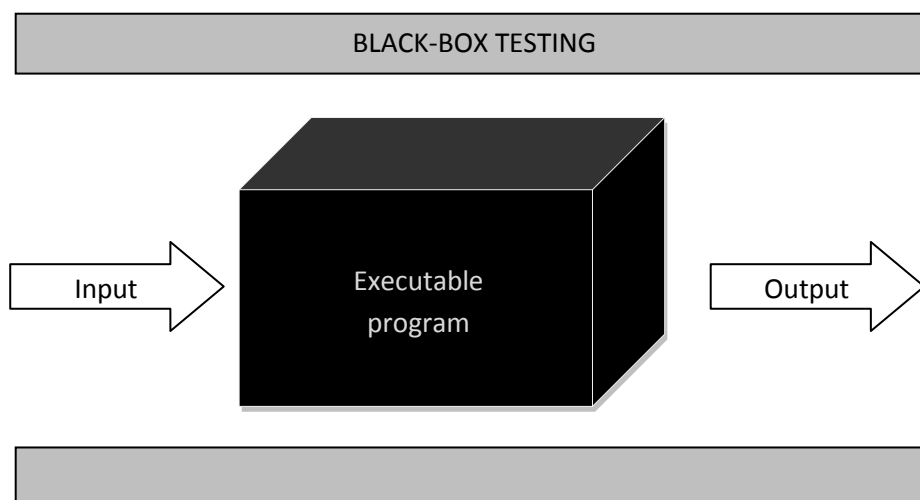 BLACK-BOX TESTING
Input
Executable
program
Output